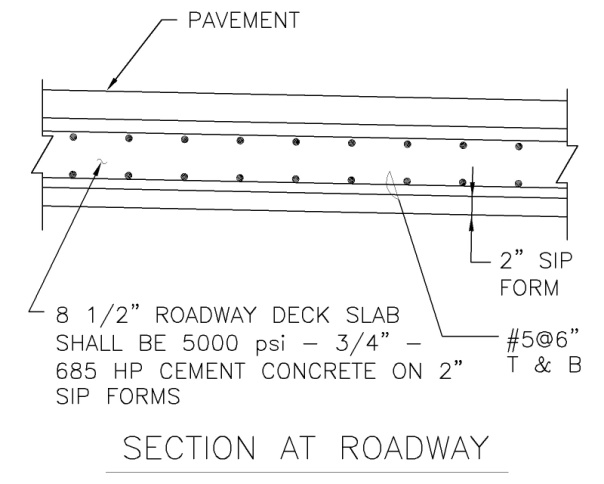 PAVEMENT
2" SIP
FORM
8 1/2" ROADWAY DECK SLAB
SHALL BE 5000 psi – 3/4" –
685 HP CEMENT CONCRETE ON 2"
SIP FORMS
#5@6"
T & B
SECTION AT ROADWAY